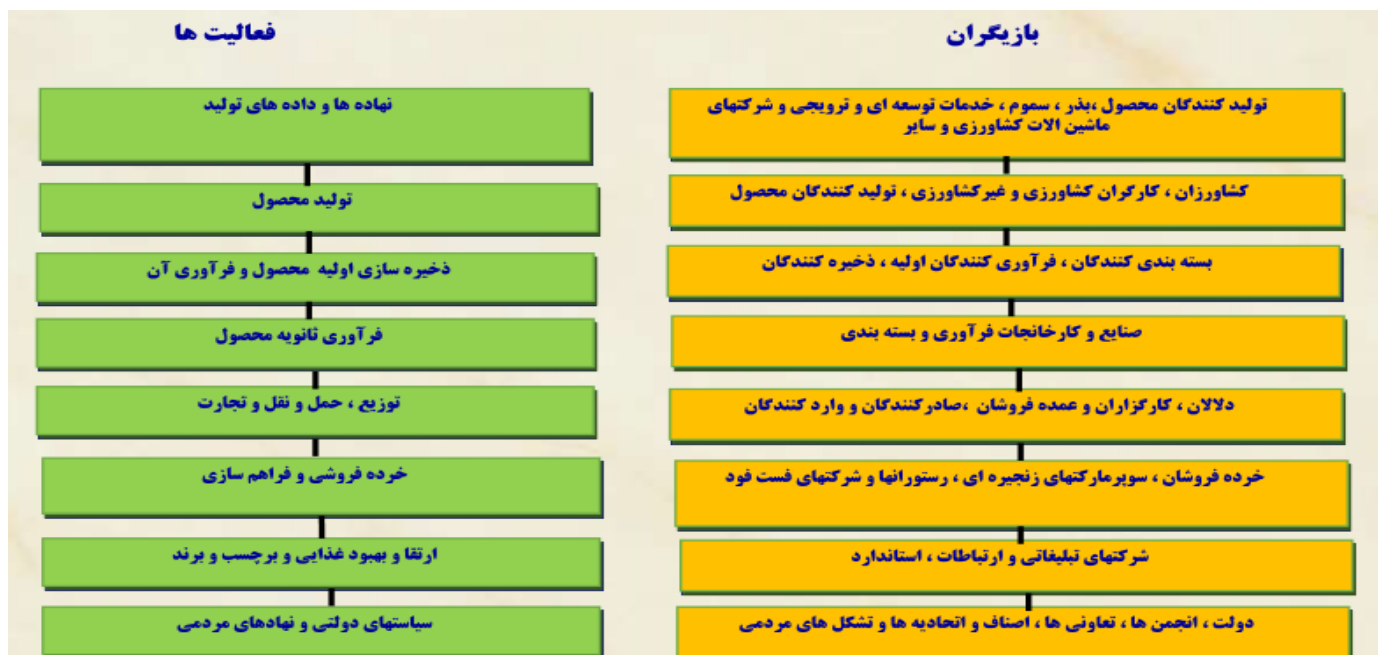 بازیگران
فعالیت ها
تولید کنندگان محصول ،بذر ، سموم ، خدمات توسعه ای و ترویجی و شرکتهای
ماشین الات کشاورزی و سایر
نهاده ها و داده های تولید
کشاورزان ، کارگران کشاورزی و غیرکشاورزی ، تولید کنندگان محصول
تولید محصول
بسته بندی کنندگان ، فرآوری کنندگان اولیه ، ذخیره کنندگان
ذخیره سازی اولیه محصول و فرآوری آن
صنایع و کارخانجات فرآوری و بسته بندی
فرآوری ثانویه محصول
دلالان ، کارگزاران و عمده فروشان ،صادرکنندگان و وارد کنندگان
توزیع ، حمل و نقل و تجارت
خرده فروشان ، سوپرمارکتهای زنجیره ای ، رستورانها و شرکتهای فست فود
خرده فروشی و فراهم سازی
شرکتهای تبلیغاتی و ارتباطات ، استاندارد
ارتقا و بهبود غذایی و برچسب و برند
دولت ، انجمن ها ، تعاونی ها ، اصناف و اتحادیه ها و تشکل های مردمی
سیاستهای دولتی و نهادهای مردمی